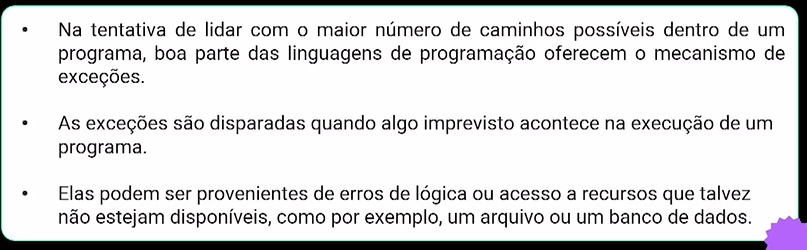 • Na tentativa de lidar com o maior número de caminhos possíveis dentro de um
programa, boa parte das linguagens de programação oferecem o mecanismo de
exceções.
• As exceções são disparadas quando algo imprevisto acontece na execução de um
programa.
• Elas podem ser provenientes de erros de lógica ou acesso a recursos que talvez
não estejam disponíveis, como por exemplo, um arquivo ou um banco de dados.